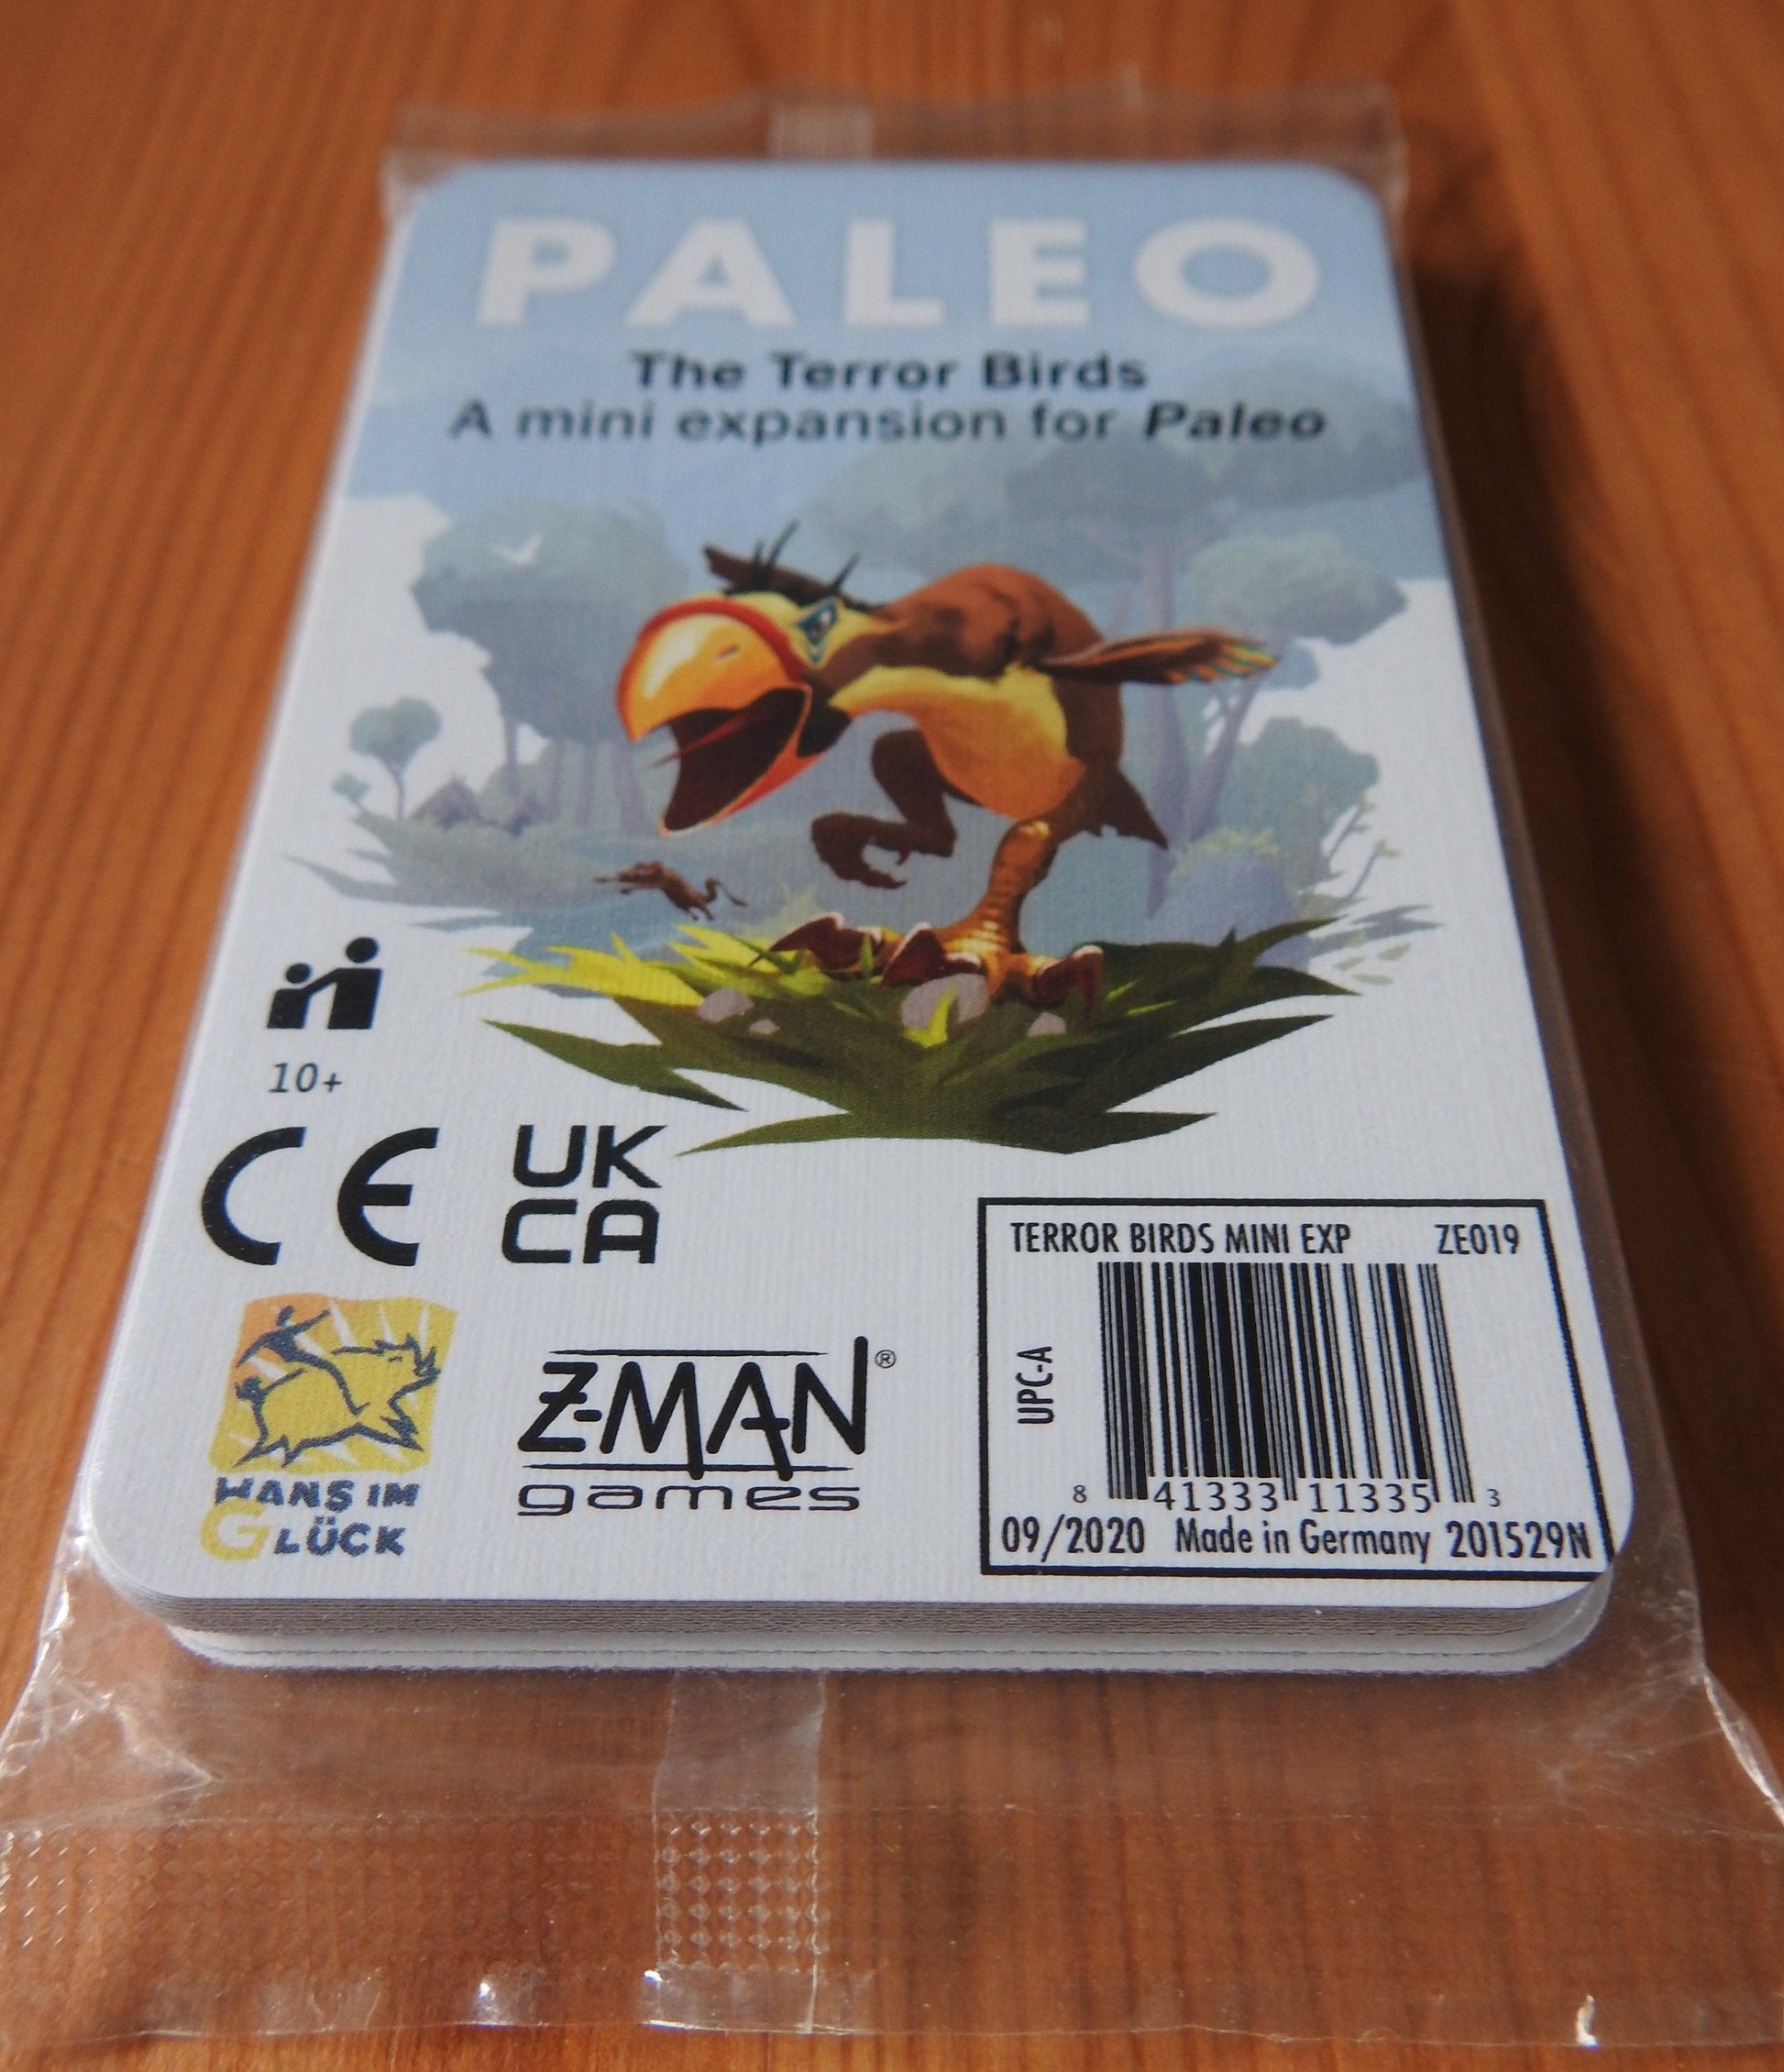 PALEO
The Terror Birds
A mini expansion for Paleo
10+
CE
UK
CA
HANS IM
GLÜCK
Z-MAN®
games
TERROR BIRDS MINI EXP ZE019
UPC-A
8 41333 11335 3
09/2020 Made in Germany 201529N